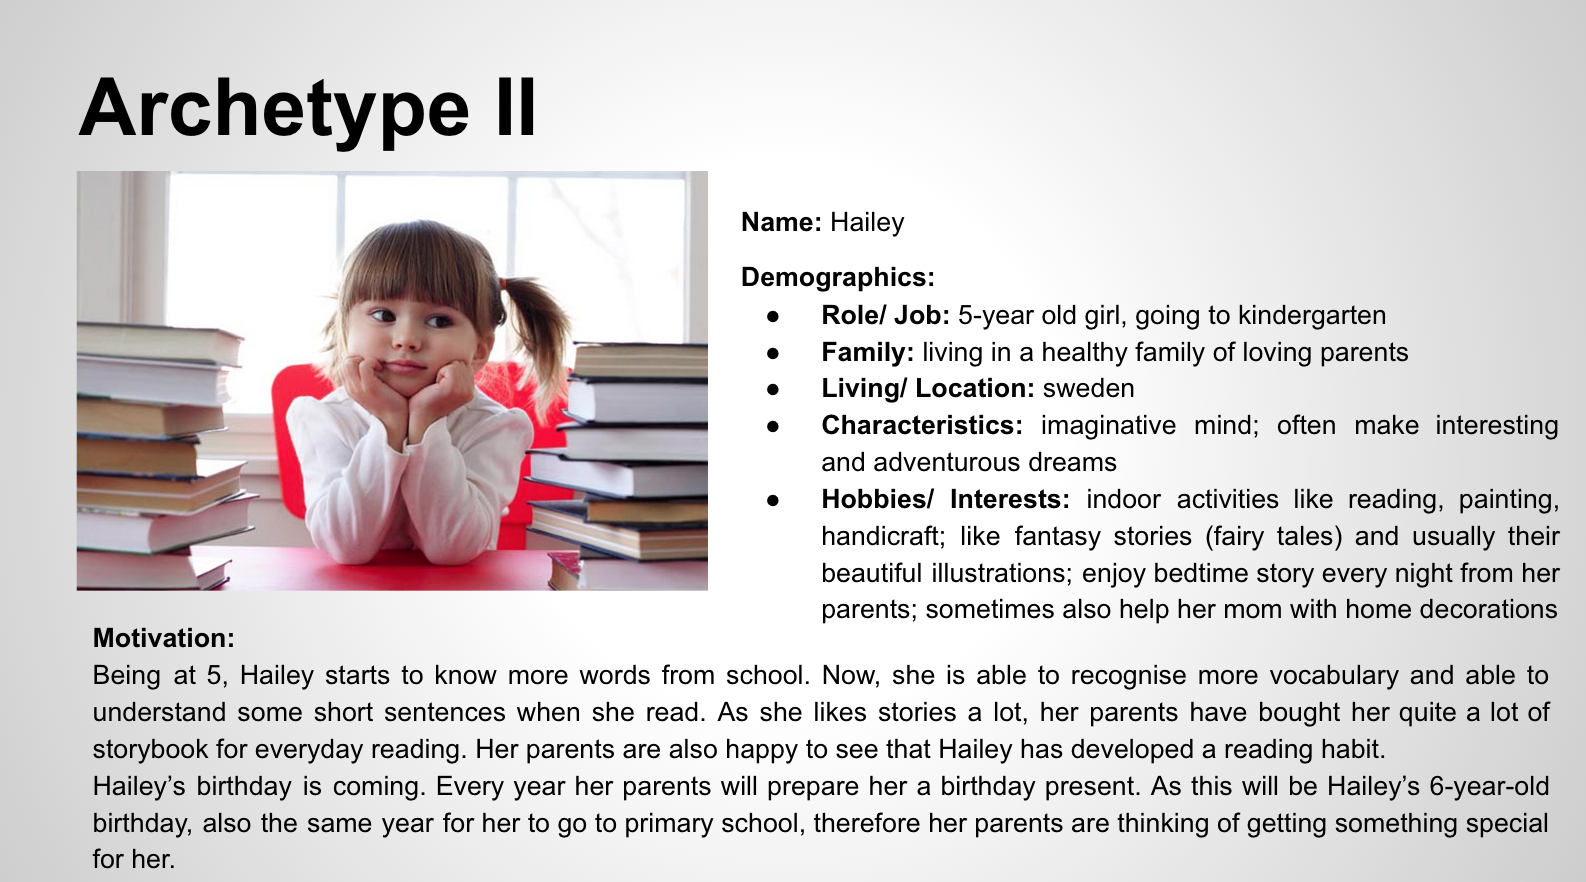 Archetype II
Name: Hailey
Demographics:
● Role/ Job: 5-year old girl, going to kindergarten
● Family: living in a healthy family of loving parents
● Living/ Location: sweden
● Characteristics: imaginative mind; often make interesting
and adventurous dreams
● Hobbies/ Interests: indoor activities like reading, painting,
handicraft; like fantasy stories (fairy tales) and usually their
beautiful illustrations; enjoy bedtime story every night from her
parents; sometimes also help her mom with home decorations
Motivation:
Being at 5, Hailey starts to know more words from school. Now, she is able to recognise more vocabulary and able to
understand some short sentences when she read. As she likes stories a lot, her parents have bought her quite a lot of
storybook for everyday reading. Her parents are also happy to see that Hailey has developed a reading habit.
Hailey’s birthday is coming. Every year her parents will prepare her a birthday present. As this will be Hailey’s 6-year-old
birthday, also the same year for her to go to primary school, therefore her parents are thinking of getting something special
for her.